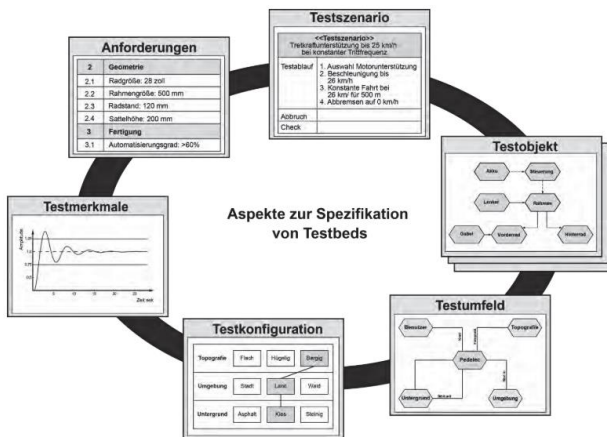 Anforderungen
2 Geometrie
2.1 Radgröße: 28 zoll
2.2 Rahmengröße: 500 mm
2.3 Radstand: 120 mm
2.4 Sattelhöhe: 200 mm
3 Fertigung
3.1 Automatisierungsgrad: >60%
Testszenario
<<Testszenario>>
Tretkraftunterstützung bis 25 km/h
bei konstanter Trittfrequenz.
Testablauf 1. Auswahl Motorunterstützung
2. Beschleunigung bis
26 km/h
3. Konstante Fahrt bei
26 km/ für 500 m
4. Abbremsen auf 0 km/h
Abbruch
Check
Testobjekt
Akku
Steuerung
Lenker
Rahmen
Gabel
Vorderrad
Hinterrad
Testmerkmale
Amplitude
Zeit
Aspekte zur Spezifikation
von Testbeds
Testumfeld
Benutzer
Topografie
Pedelec
Untergrund
Umgebung
Testkonfiguration
Topografie Flach Hügelig Bergig
Umgebung Stadt Land Wald
Untergrund Asphalt Kies Steinig